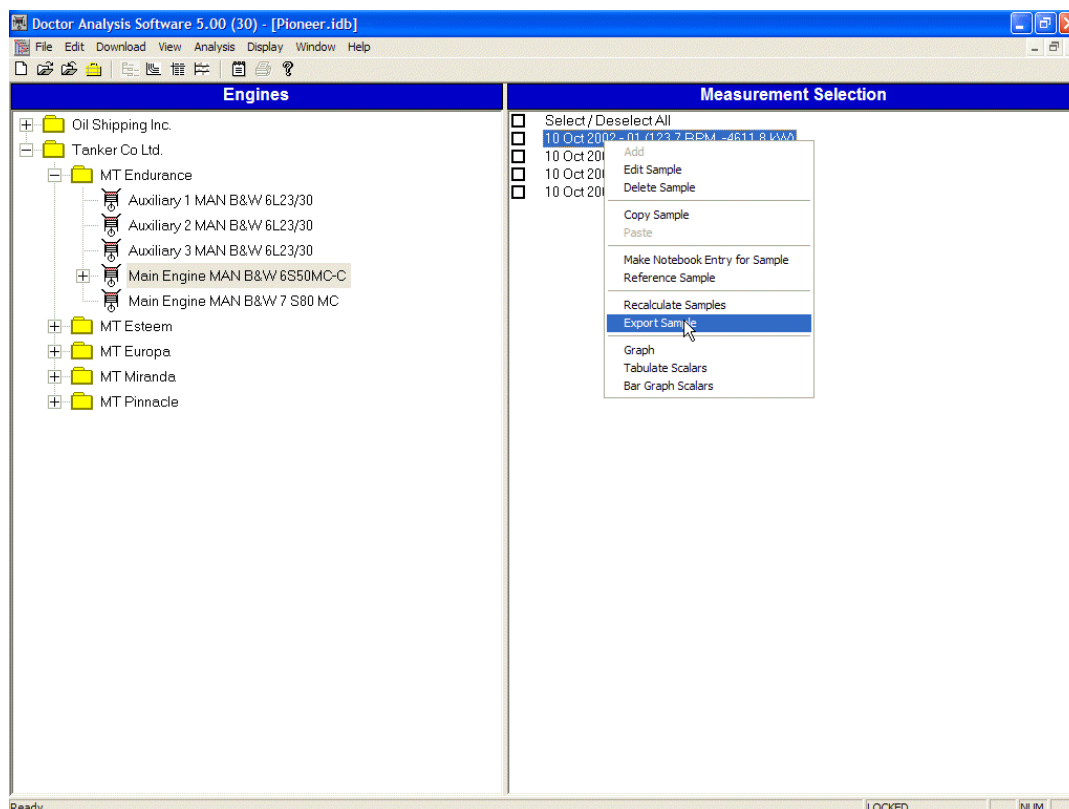 Doctor Analysis Software 5.00 (30) - [Pioneer.idb]
File Edit Download View Analysis Display Window Help
Engines
Oil Shipping Inc.
Tanker Co Ltd.
MT Endurance
Auxiliary 1 MAN B&W 6L23/30
Auxiliary 2 MAN B&W 6L23/30
Auxiliary 3 MAN B&W 6L23/30
Main Engine MAN B&W 6S50MC-C
Main Engine MAN B&W 7 S80 MC
MT Esteem
MT Europa
MT Miranda
MT Pinnacle
Measurement Selection
Select / Deselect All
10 Oct 2002 - 01 (123.7 RPM, -4611.8 kW)
10 Oct 20
10 Oct 20
10 Oct 20
Add
Edit Sample
Delete Sample
Copy Sample
Paste
Make Notebook Entry for Sample
Reference Sample
Recalculate Samples
Export Sample
Graph
Tabulate Scalars
Bar Graph Scalars
Ready
LOCKED
NUM